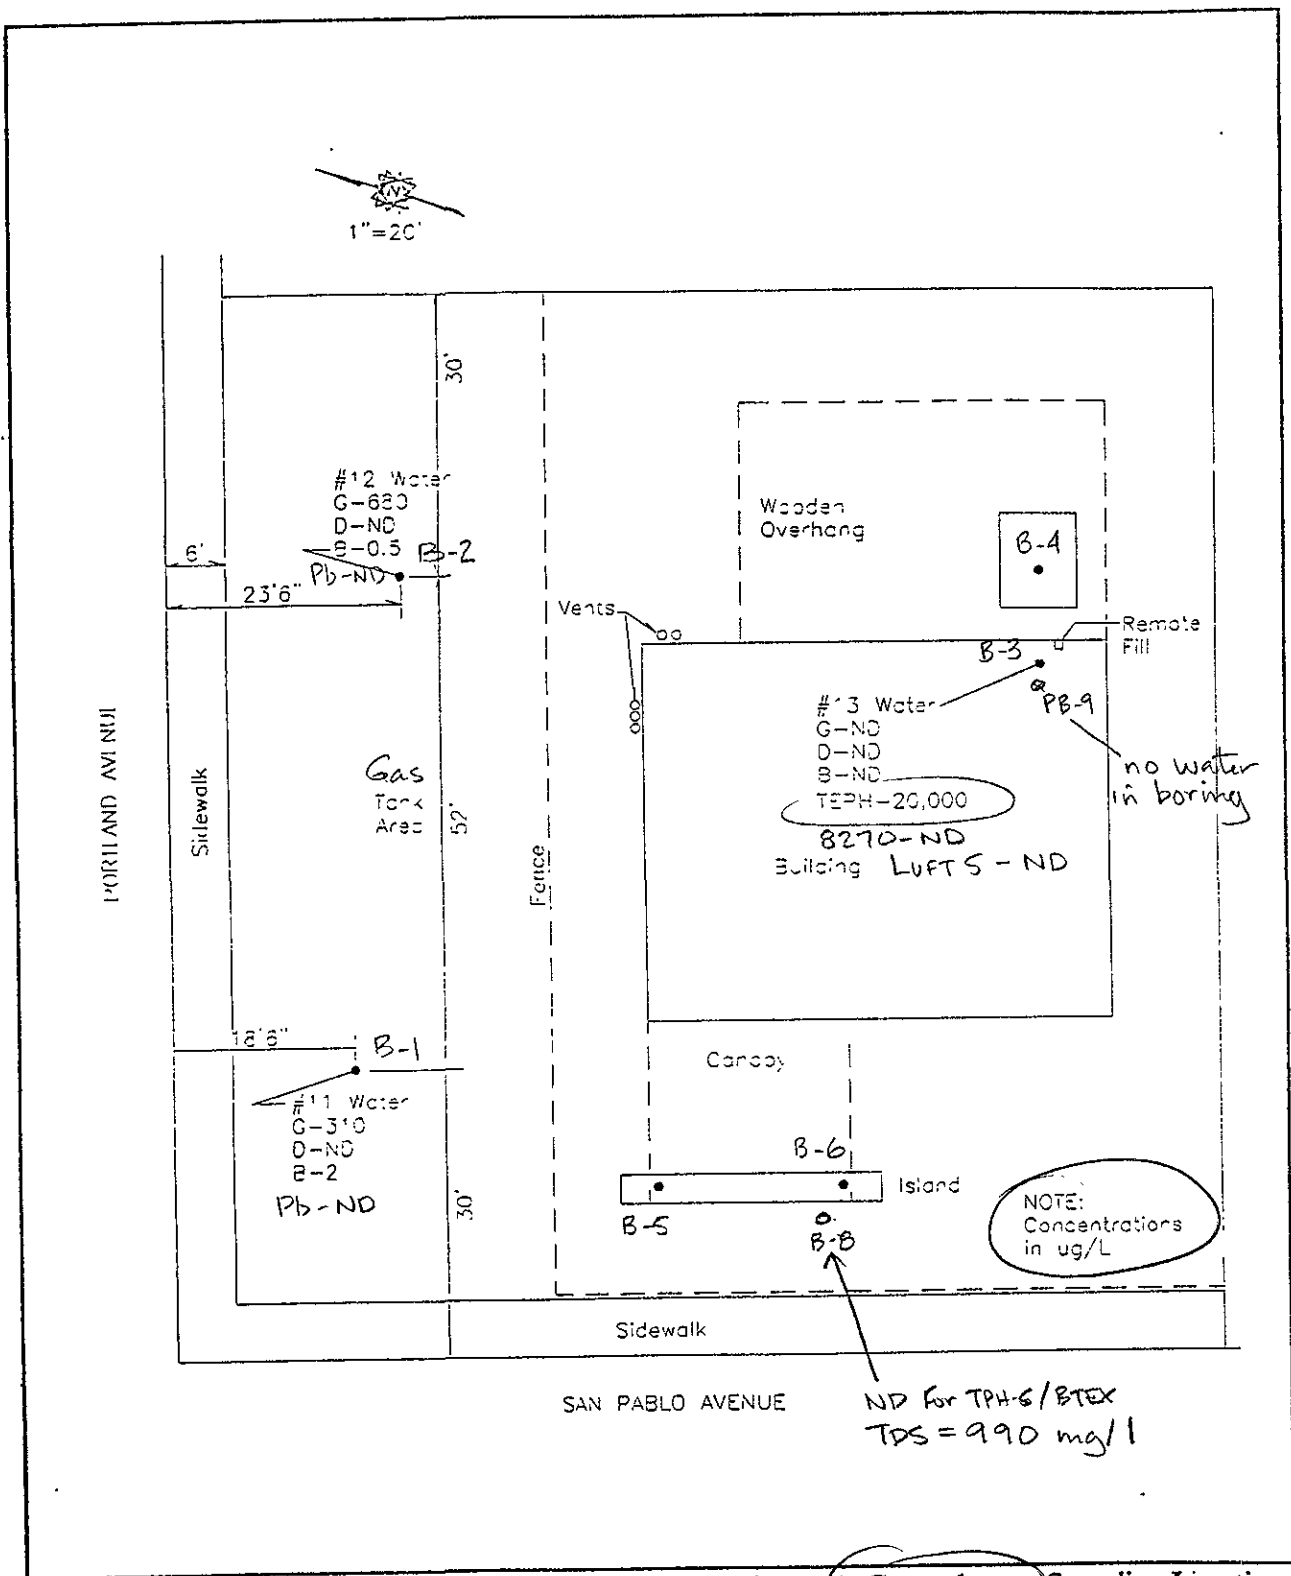 N
1"=20'
30'
#12 Water
G-680
D-ND
B-0.5 B-2
Pb-ND
6'
23'6"
Wooden
Overhang
B-4
Vents
Remote
Fill
B-3
PB-9
#13 Water
G-ND
D-ND
B-ND
TEPH-20,000
8270-ND
Building LUFT 5 - ND
no water
in boring
PORTLAND AVENUE
Sidewalk
Gas
Tank
Area
52'
Fence
18'6"
B-1
#11 Water
G-310
D-ND
B-2
Pb-ND
30'
Canopy
B-6
Island
B-5
B-8
NOTE:
Concentrations
in ug/L
Sidewalk
SAN PABLO AVENUE
ND For TPH-G/BTEX
TDS = 990 mg/l